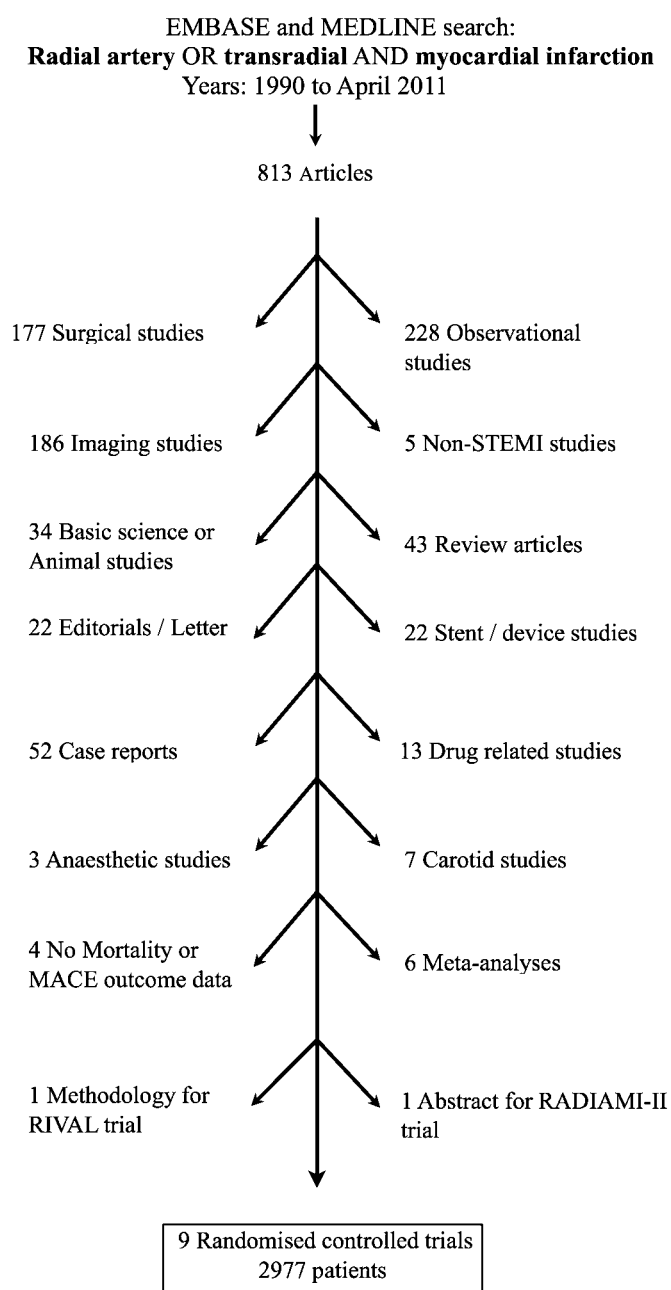 EMBASE and MEDLINE search:
Radial artery OR transradial AND myocardial infarction
Years: 1990 to April 2011
813 Articles
177 Surgical studies
228 Observational
studies
186 Imaging studies
5 Non-STEMI studies
34 Basic science or
Animal studies
43 Review articles
22 Editorials / Letter
22 Stent / device studies
52 Case reports
13 Drug related studies
3 Anaesthetic studies
7 Carotid studies
4 No Mortality or
MACE outcome data
6 Meta-analyses
1 Methodology for
RIVAL trial
1 Abstract for RADIAMI-II
trial
9 Randomised controlled trials
2977 patients